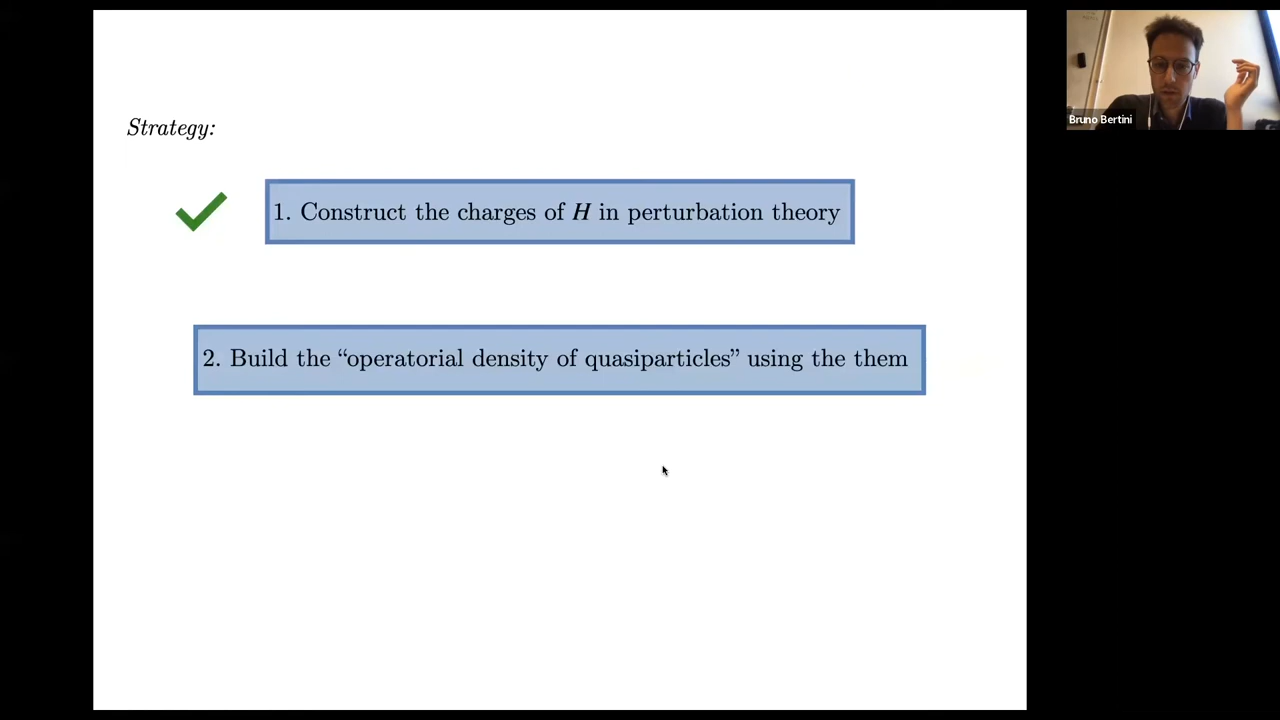 Strategy:
1. Construct the charges of H in perturbation theory
2. Build the “operatorial density of quasiparticles” using the them
Bruno Bertini